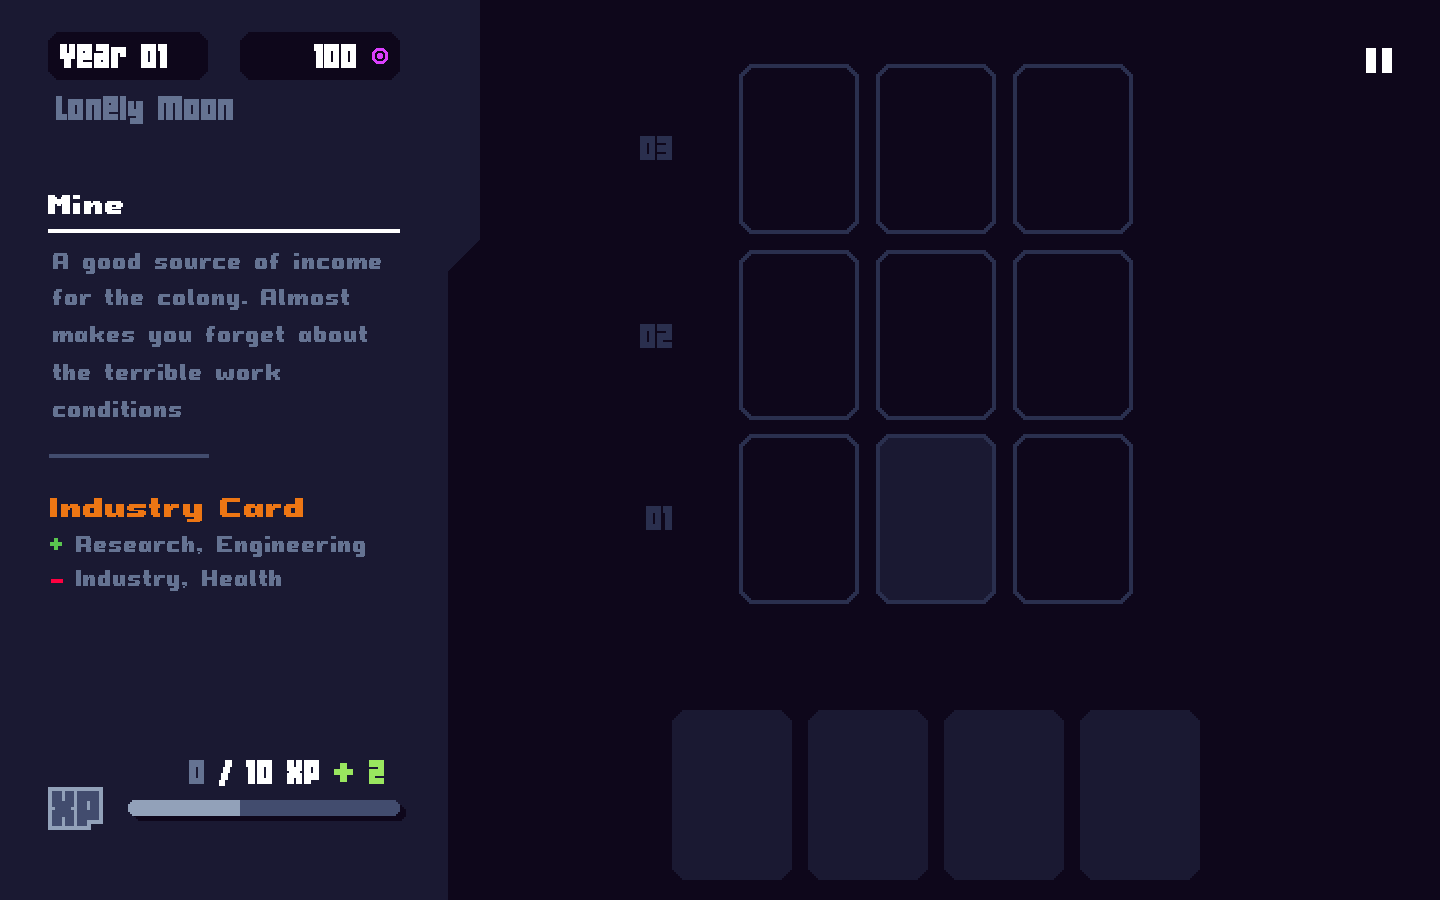 Year 01
100
Lonely Moon
Mine
A good source of income
for the colony. Almost
makes you forget about
the terrible work
conditions
Industry Card
+ Research, Engineering
- Industry, Health
0 / 10 XP + 2
XP
03
02
01